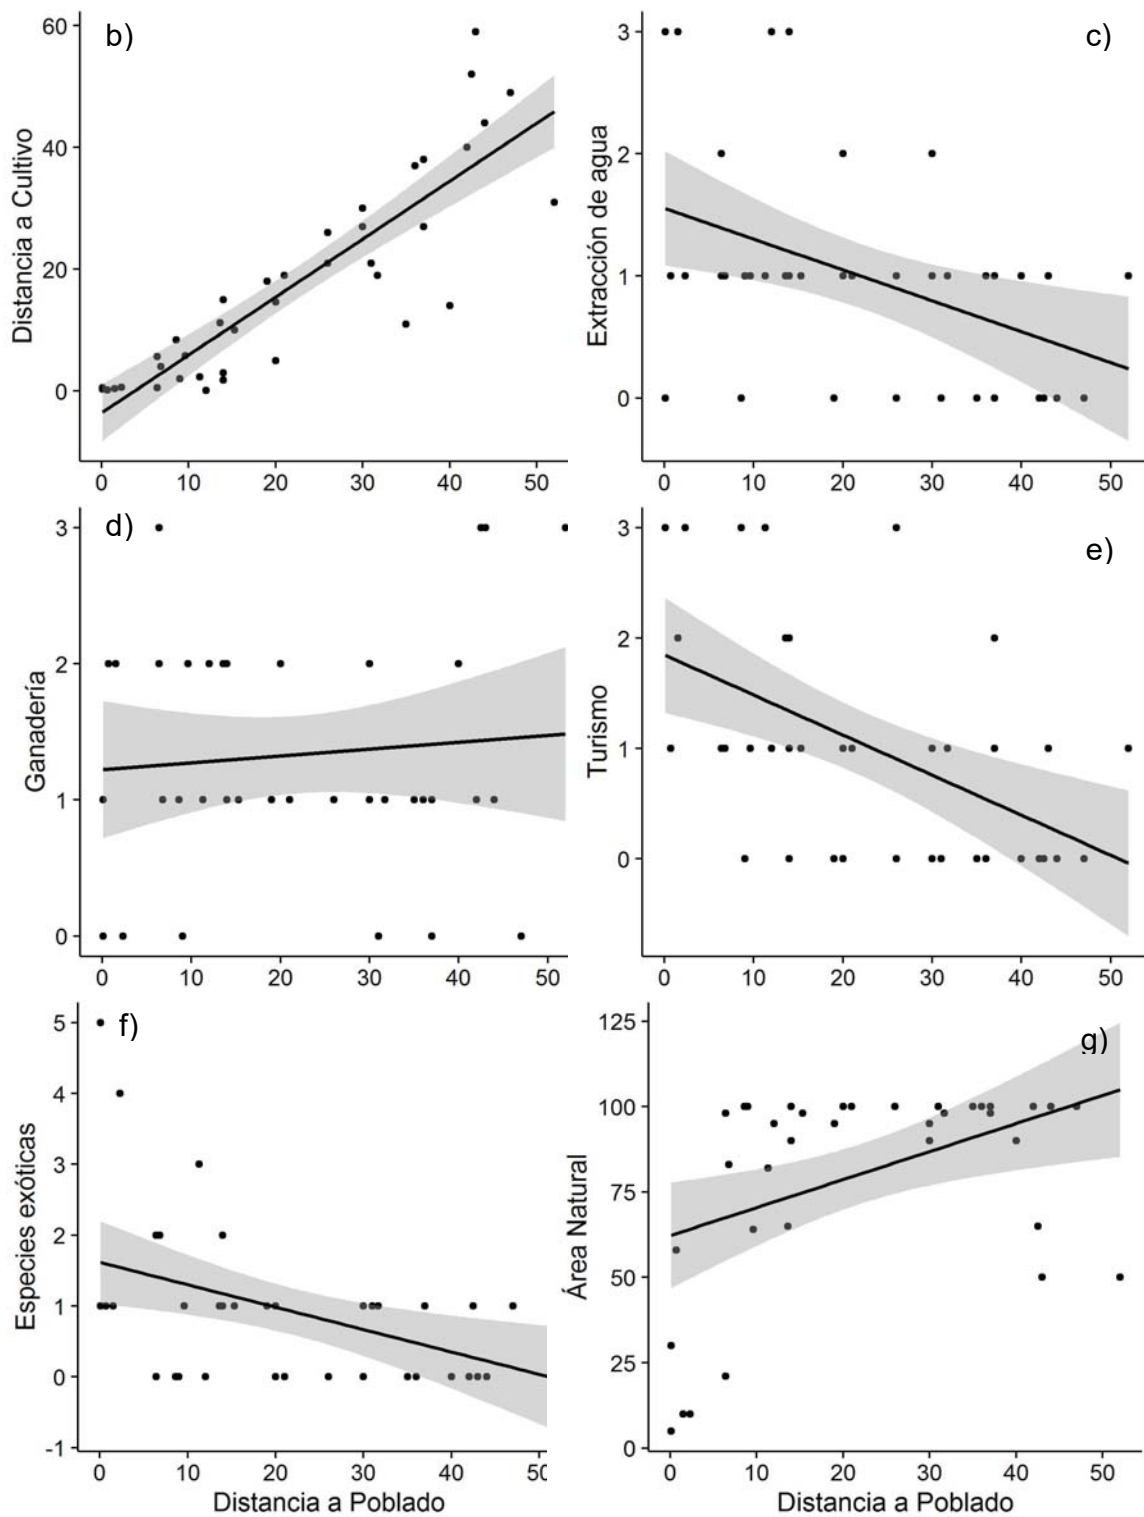 b)
Distancia a Cultivo
60
40
20
0
0 10 20 30 40 50
c)
Extracción de agua
3
2
1
0
0 10 20 30 40 50
d)
Ganadería
3
2
1
0
0 10 20 30 40 50
e)
Turismo
3
2
1
0
0 10 20 30 40 50
f)
Especies exóticas
5
4
3
2
1
0
-1
0 10 20 30 40 50
Distancia a Poblado
g)
Área Natural
125
100
75
50
25
0
0 10 20 30 40 50
Distancia a Poblado